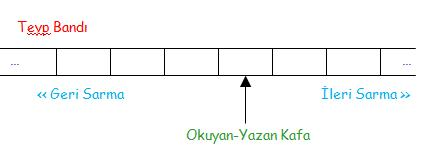 Teyp Bandı
... ...
<< Geri Sarma İleri Sarma >>
Okuyan-Yazan Kafa